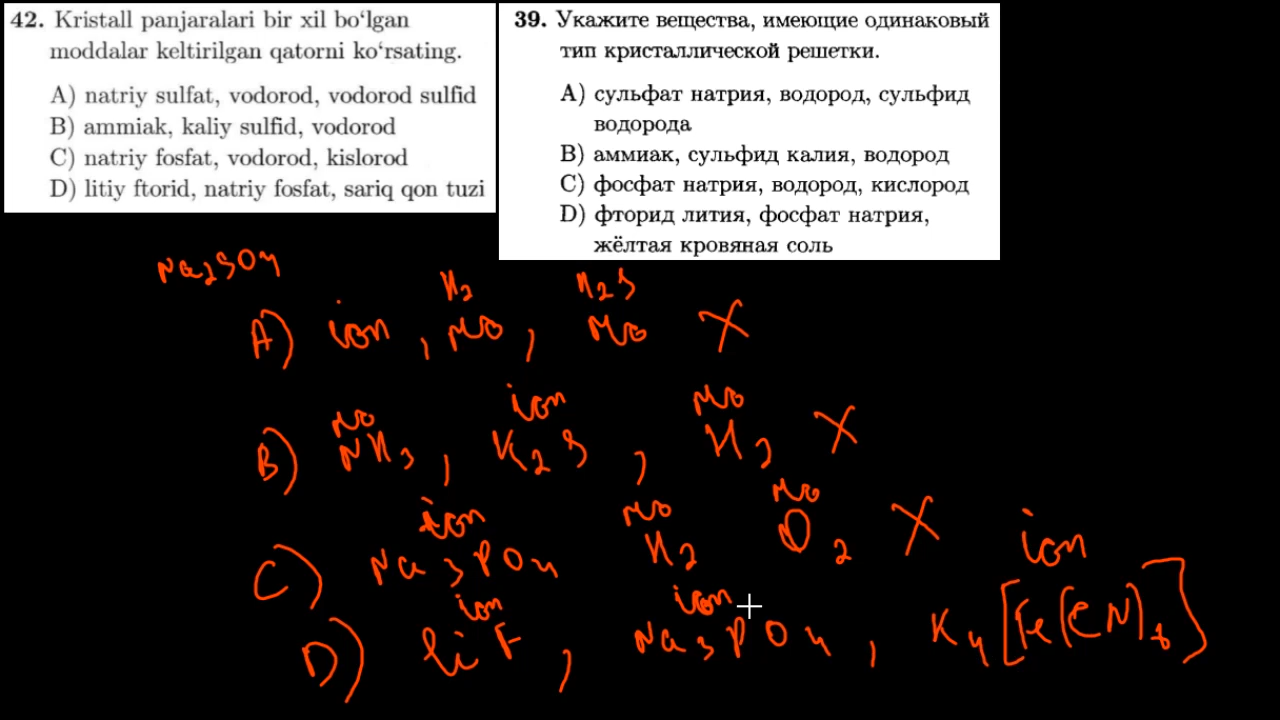 42. Kristall panjaralari bir xil bo‘lgan
moddalar keltirilgan qatorni ko‘rsating.
A) natriy sulfat, vodorod, vodorod sulfid
B) ammiak, kaliy sulfid, vodorod
C) natriy fosfat, vodorod, kislorod
D) litiy ftorid, natriy fosfat, sariq qon tuzi
39. Укажите вещества, имеющие одинаковый
тип кристаллической решетки.
A) сульфат натрия, водород, сульфид
водорода
B) аммиак, сульфид калия, водород
C) фосфат натрия, водород, кислород
D) фторид лития, фосфат натрия,
жёлтая кровяная соль
Na2SO4
H2 H2S
A) ion, Mo, Mo X
Mo ion Mo
B) NH3, K2S, H2 X
ion Mo Mo
C) Na3PO4 H2 O2 X
ion ion ion
D) LiF, Na3PO4, K4[Fe(CN)6]